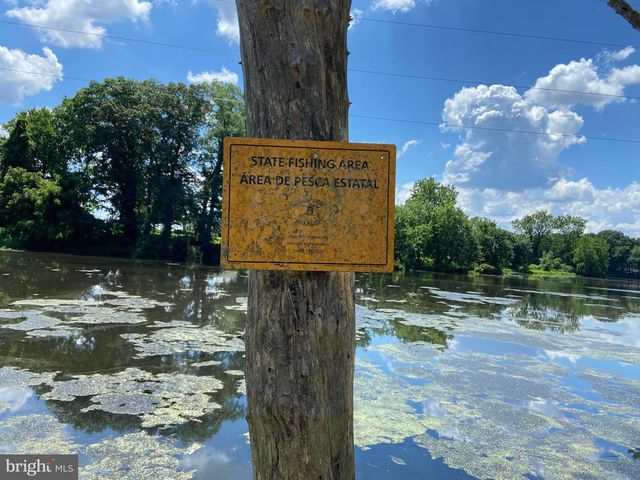 STATE FISHING AREA
ÁREA DE PESCA ESTATAL
bright MLS